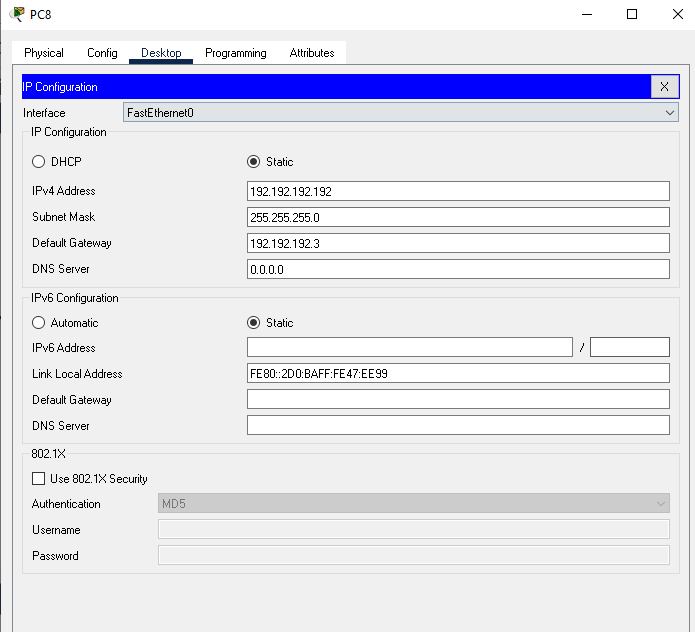 PC8
Physical Config Desktop Programming Attributes
IP Configuration X
Interface FastEthernet0
IP Configuration
DHCP Static
IPv4 Address 192.192.192.192
Subnet Mask 255.255.255.0
Default Gateway 192.192.192.3
DNS Server 0.0.0.0
IPv6 Configuration
Automatic Static
IPv6 Address /
Link Local Address FE80::2D0:BAFF:FE47:EE99
Default Gateway
DNS Server
802.1X
Use 802.1X Security
Authentication MD5
Username
Password